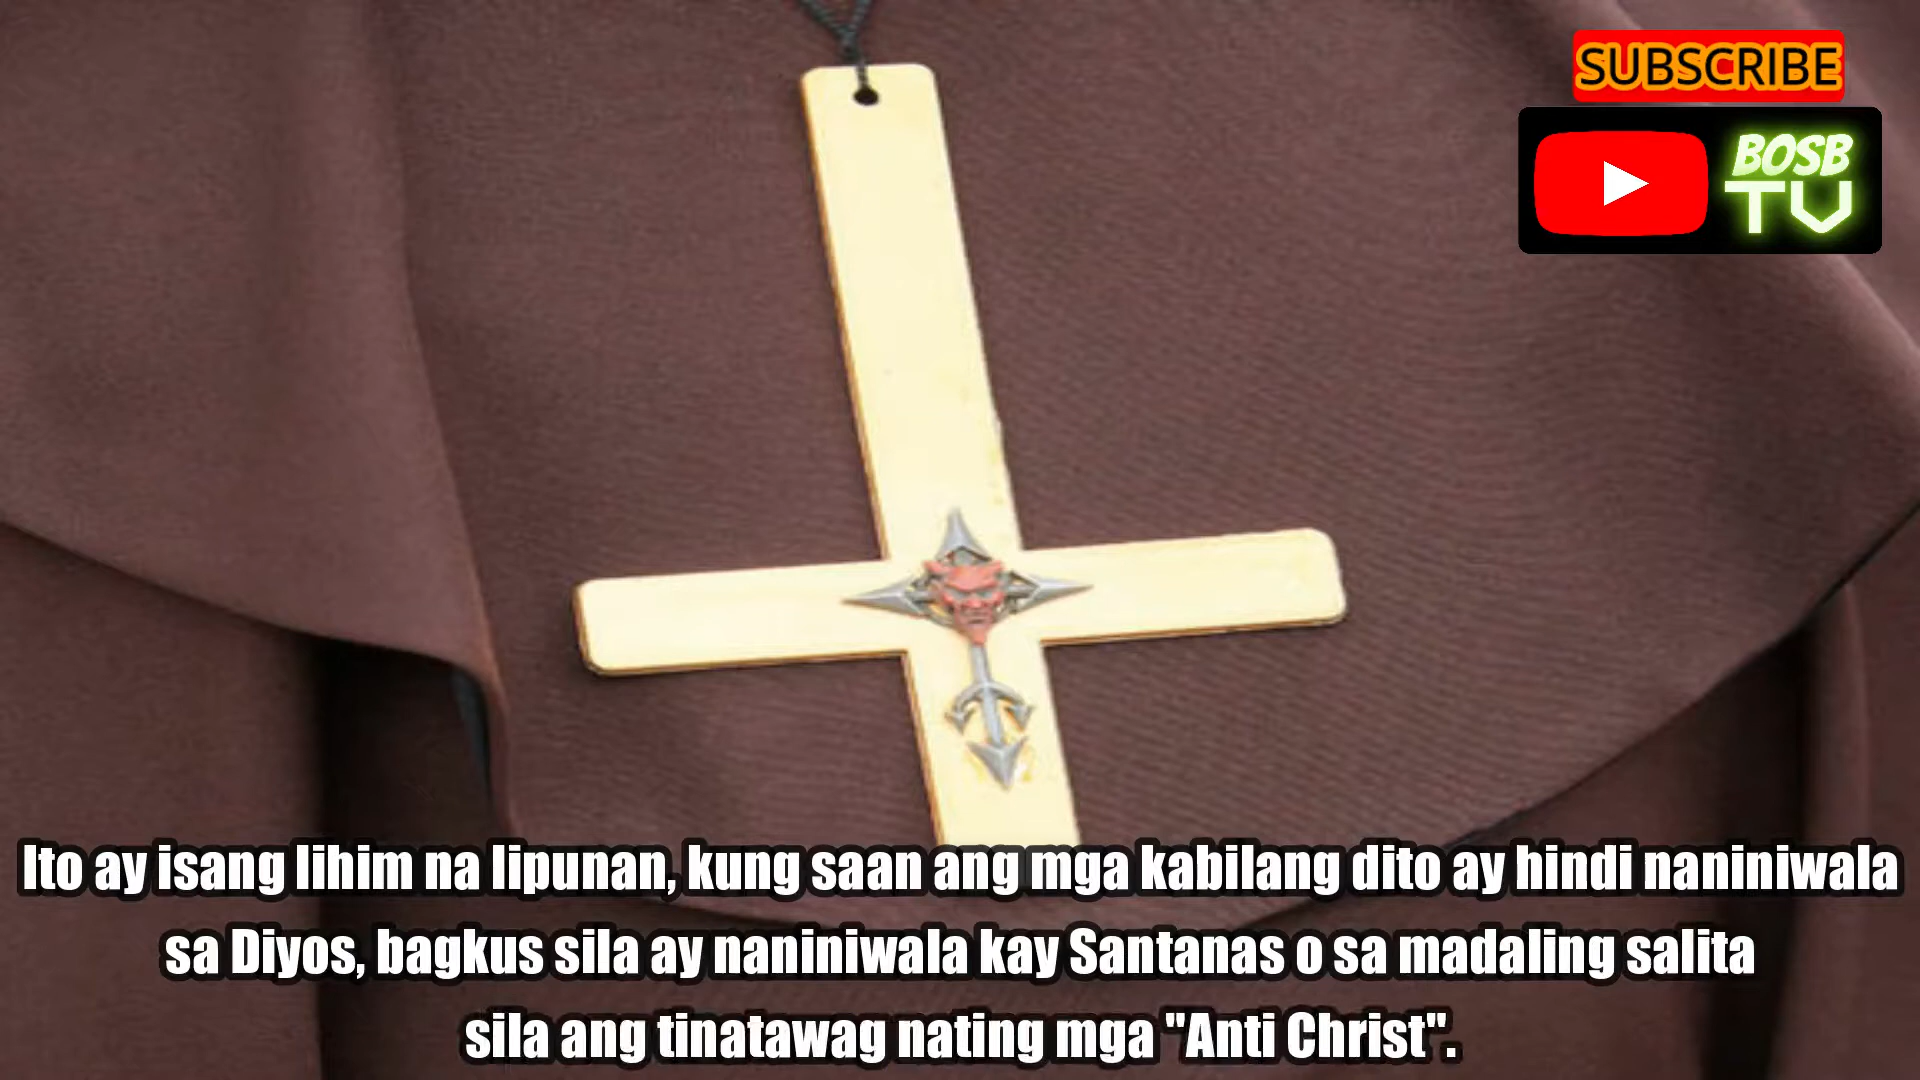 SUBSCRIBE
BOSB
TV
Ito ay isang lihim na lipunan, kung saan ang mga kabilang dito ay hindi naniniwala
sa Diyos, bagkus sila ay naniniwala kay Santanas o sa madaling salita
sila ang tinatawag nating mga "Anti Christ".